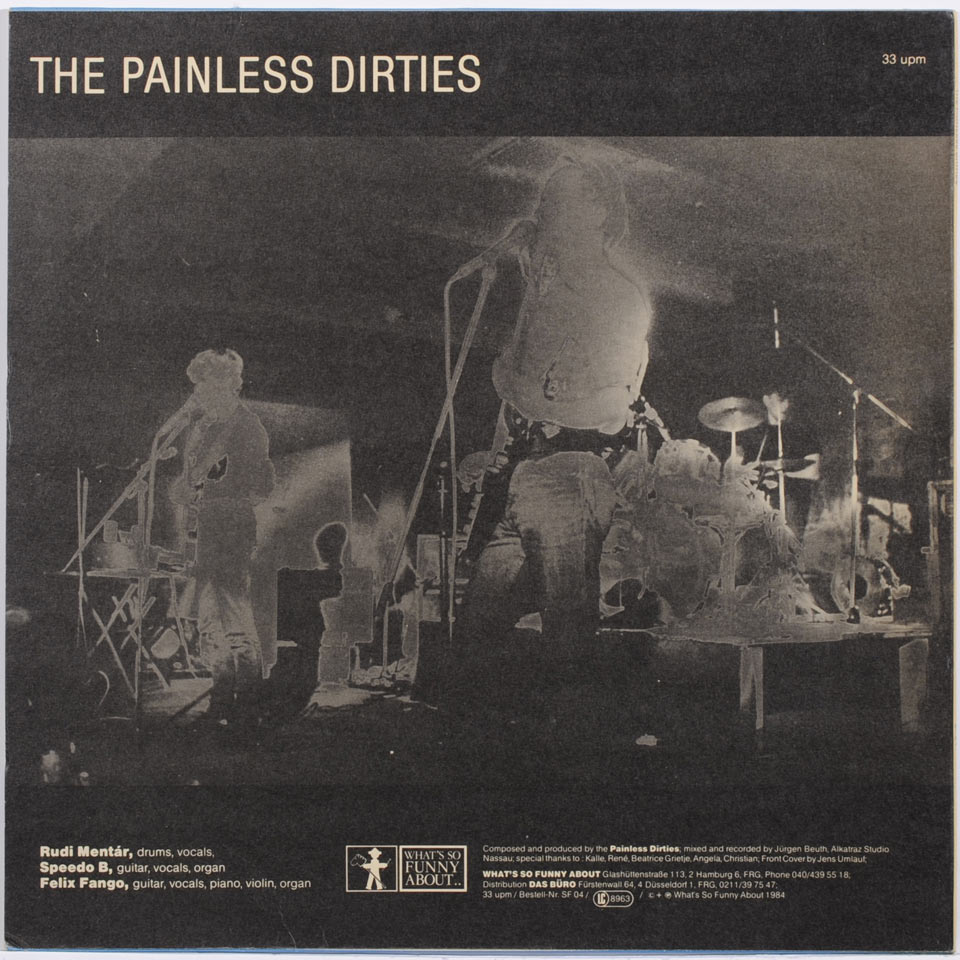 THE PAINLESS DIRTIES
33 upm
Rudi Mentár, drums, vocals,
Speedo B, guitar, vocals, organ
Felix Fango, guitar, vocals, piano, violin, organ
WHAT'S SO
FUNNY
ABOUT..
Composed and produced by the Painless Dirties; mixed and recorded by Jürgen Beuth, Alkatraz Studio
Nassau; special thanks to: Kalle, René, Beatrice Grietje, Angela, Christian; Front Cover by Jens Umlauf;
WHAT'S SO FUNNY ABOUT Glashüttenstraße 113, 2 Hamburg 6, FRG, Phone 040/439 55 18;
Distribution DAS BÜRO Fürstenwall 64, 4 Düsseldorf 1, FRG, 0211/39 75 47;
33 upm / Bestell-Nr. SF 04 / LC 8963 / © + ℗ What's So Funny About 1984